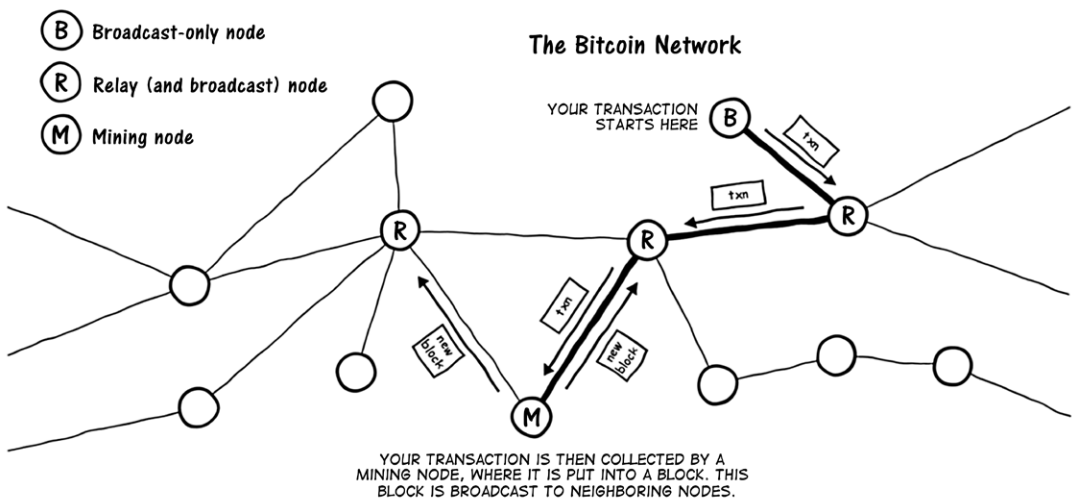 B Broadcast-only node
The Bitcoin Network
R Relay (and broadcast) node
M Mining node
YOUR TRANSACTION
STARTS HERE
B
txn
txn
R
R
R
txn
new
block
new
block
M
YOUR TRANSACTION IS THEN COLLECTED BY A
MINING NODE, WHERE IT IS PUT INTO A BLOCK. THIS
BLOCK IS BROADCAST TO NEIGHBORING NODES.